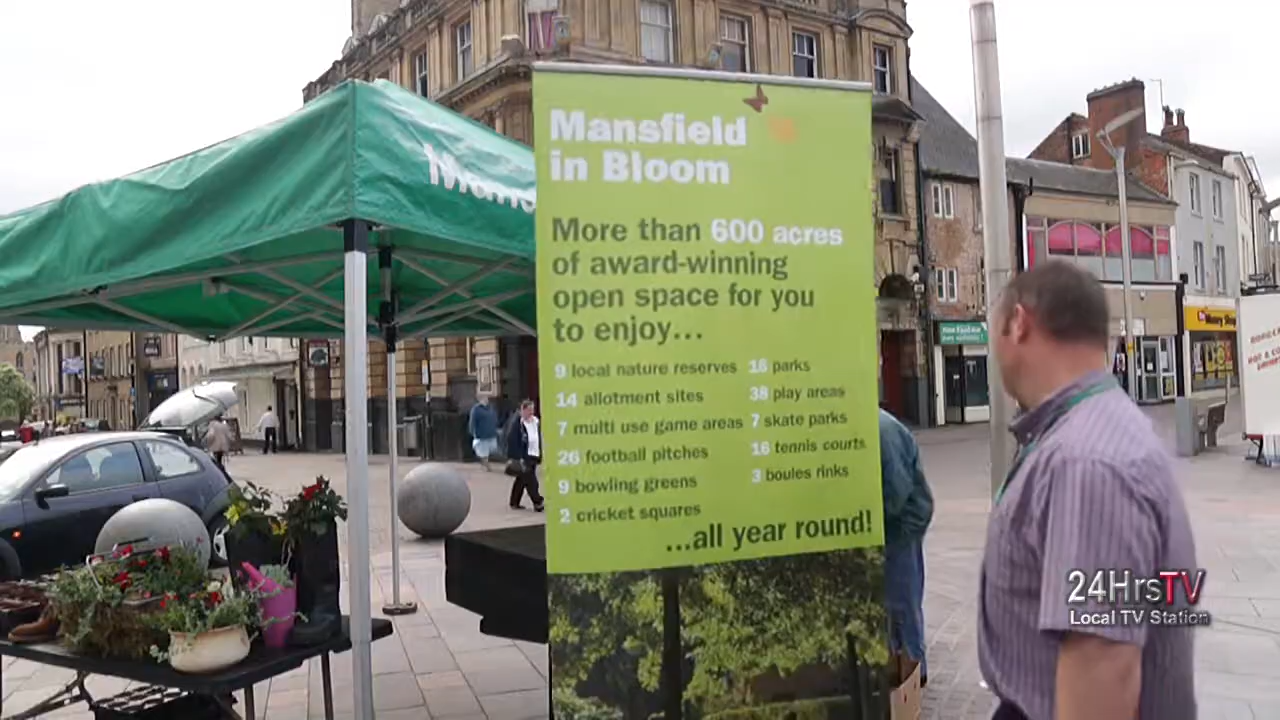 Mansfield
in Bloom
More than 600 acres
of award-winning
open space for you
to enjoy...
9 local nature reserves
14 allotment sites
7 multi use game areas
26 football pitches
9 bowling greens
2 cricket squares
16 parks
38 play areas
7 skate parks
16 tennis courts
3 boules rinks
...all year round!
24HrsTV
Local TV Station